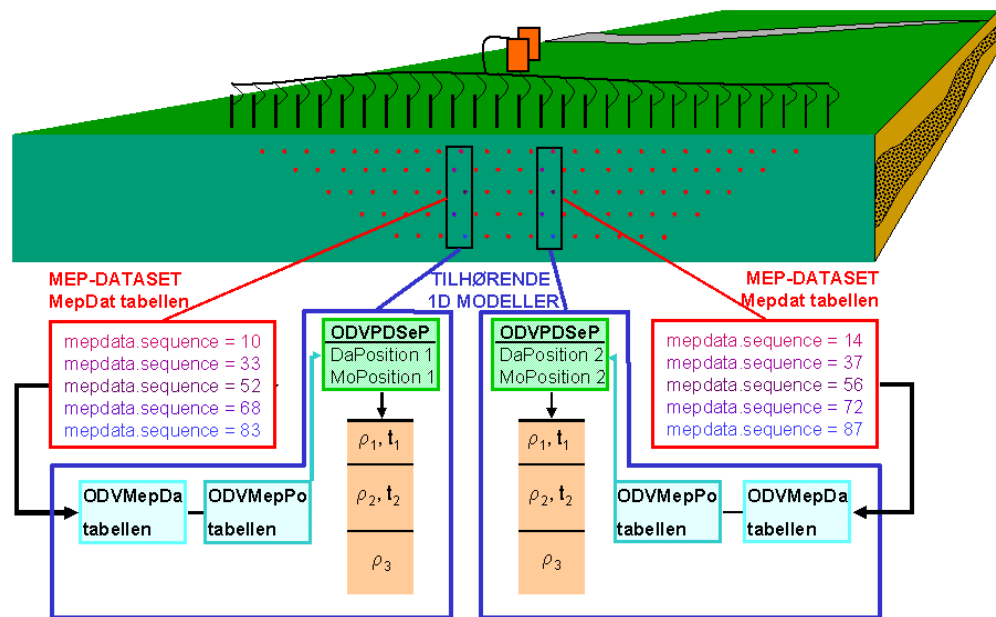 MEP-DATASET
MepDat tabellen
TILHØRENDE
1D MODELLER
MEP-DATASET
Mepdat tabellen
mepdata.sequence = 10
mepdata.sequence = 33
mepdata.sequence = 52
mepdata.sequence = 68
mepdata.sequence = 83
ODVPDSeP
DaPosition 1
MoPosition 1
ODVPDSeP
DaPosition 2
MoPosition 2
mepdata.sequence = 14
mepdata.sequence = 37
mepdata.sequence = 56
mepdata.sequence = 72
mepdata.sequence = 87
ρ₁, t₁
ρ₂, t₂
ρ₃
ρ₁, t₁
ρ₂, t₂
ρ₃
ODVMepDa
tabellen
ODVMepPo
tabellen
ODVMepPo
tabellen
ODVMepDa
tabellen